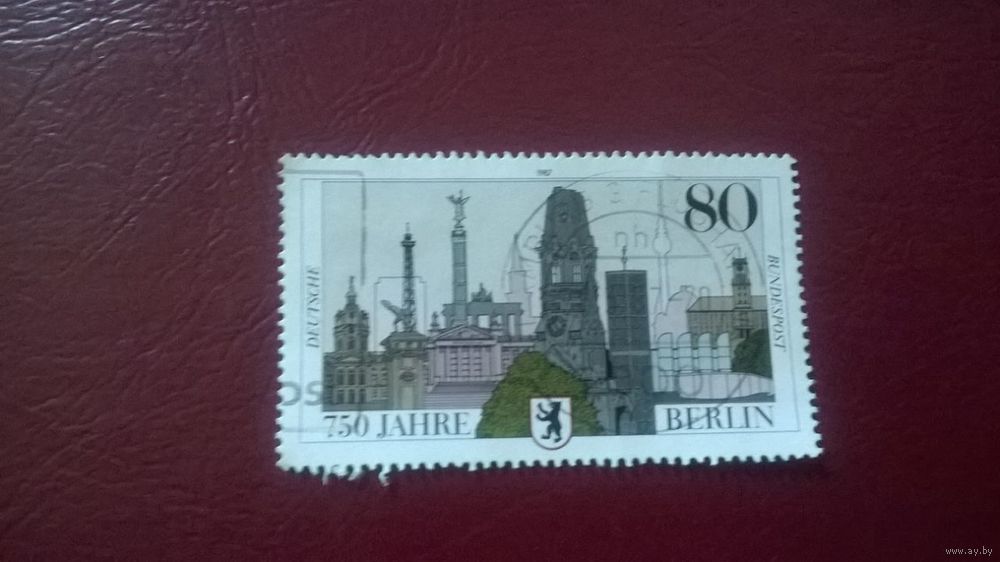 1987
80
DEUTSCHE
BUNDESPOST
750 JAHRE
BERLIN
www.ay.by